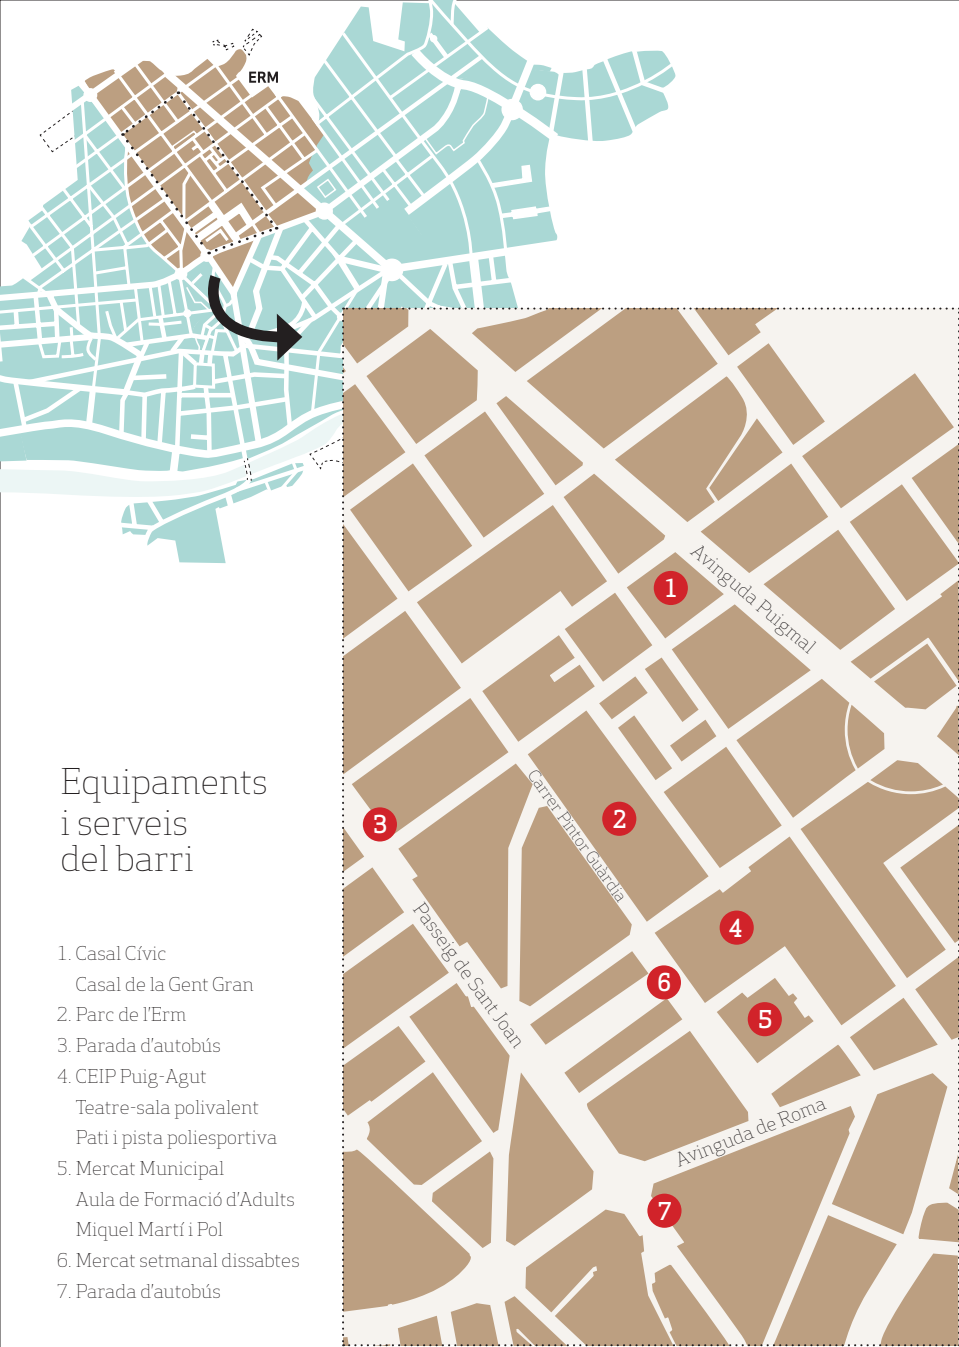 ERM
Avinguda Puigmal
1
Carrer Pintor Guàrdia
2
3
Passeig de Sant Joan
4
6
5
Avinguda de Roma
7
Equipaments
i serveis
del barri
1. Casal Cívic
Casal de la Gent Gran
2. Parc de l'Erm
3. Parada d'autobús
4. CEIP Puig-Agut
Teatre-sala polivalent
Pati i pista poliesportiva
5. Mercat Municipal
Aula de Formació d'Adults
Miquel Martí i Pol
6. Mercat setmanal dissabtes
7. Parada d'autobús